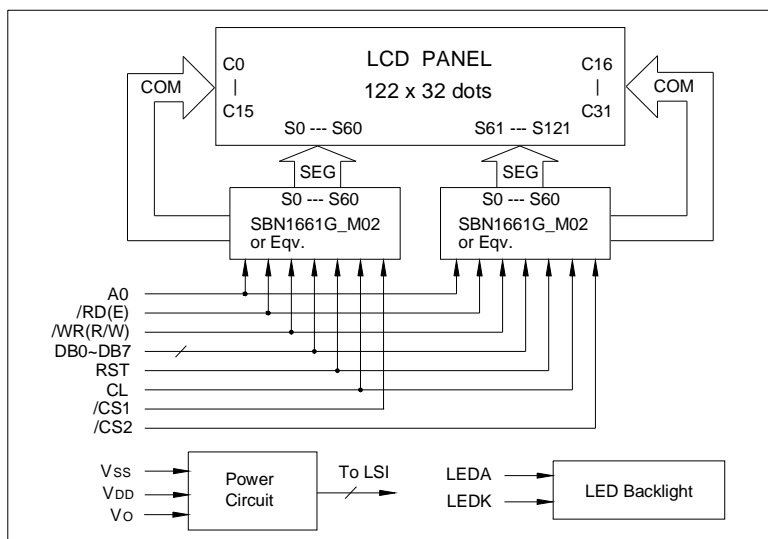 LCD PANEL
122 x 32 dots
C0
|
C15
C16
|
C31
COM
COM
S0 --- S60
S61 --- S121
SEG
SEG
S0 --- S60
SBN1661G_M02
or Eqv.
S0 --- S60
SBN1661G_M02
or Eqv.
A0
/RD(E)
/WR(R/W)
DB0~DB7
RST
CL
/CS1
/CS2
VSS
VDD
VO
Power
Circuit
To LSI
LEDA
LEDK
LED Backlight